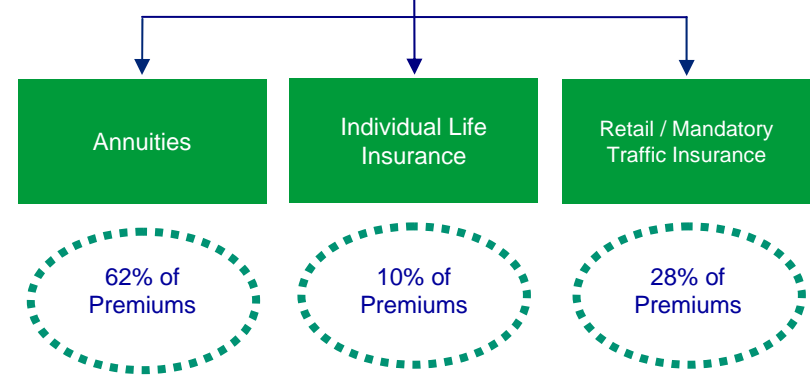 Annuities
Individual Life
Insurance
Retail / Mandatory
Traffic Insurance
62% of
Premiums
10% of
Premiums
28% of
Premiums